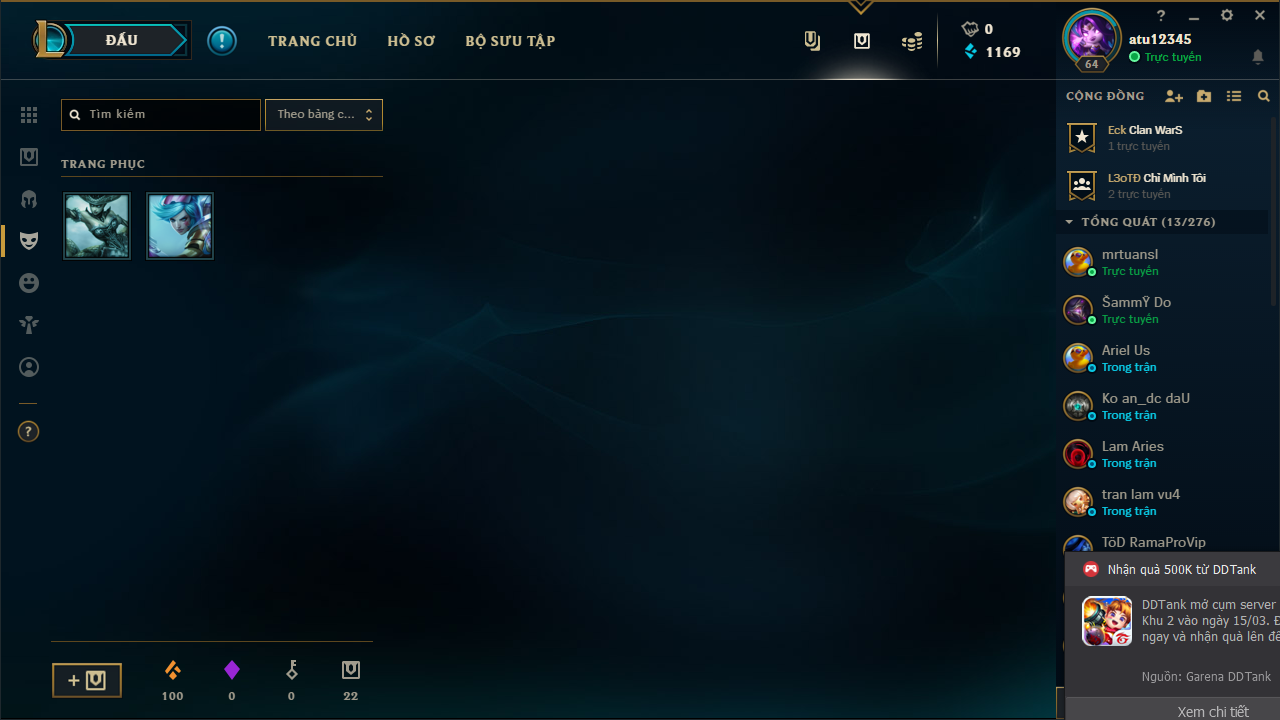 ĐẤU
TRANG CHỦ
HỒ SƠ
BỘ SƯU TẬP
0
1169
64
atu12345
Trực tuyến
Tìm kiếm
Theo bảng c...
TRANG PHỤC
CỘNG ĐỒNG
Eck Clan WarS
1 trực tuyến
L3oTĐ Chỉ Mình Tôi
2 trực tuyến
TỔNG QUÁT (13/276)
mrtuansl
Trực tuyến
ŠammŸ Do
Trực tuyến
Ariel Us
Trong trận
Ko an_dc daU
Trong trận
Lam Aries
Trong trận
tran lam vu4
Trong trận
TöD RamaProVip
Nhận quà 500K từ DDTank
DDTank mở cụm server
Khu 2 vào ngày 15/03. Đ
ngay và nhận quà lên đế
Nguồn: Garena DDTank
Xem chi tiết
100
0
0
22